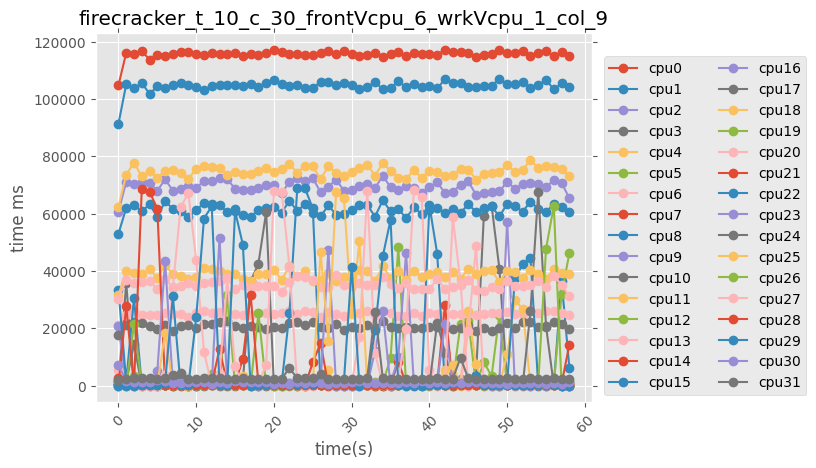 firecracker_t_10_c_30_frontVcpu_6_wrkVcpu_1_col_9
120000
100000
80000
60000
40000
20000
0
time ms
0
10
20
30
40
50
60
time(s)
cpu0
cpu1
cpu2
cpu3
cpu4
cpu5
cpu6
cpu7
cpu8
cpu9
cpu10
cpu11
cpu12
cpu13
cpu14
cpu15
cpu16
cpu17
cpu18
cpu19
cpu20
cpu21
cpu22
cpu23
cpu24
cpu25
cpu26
cpu27
cpu28
cpu29
cpu30
cpu31